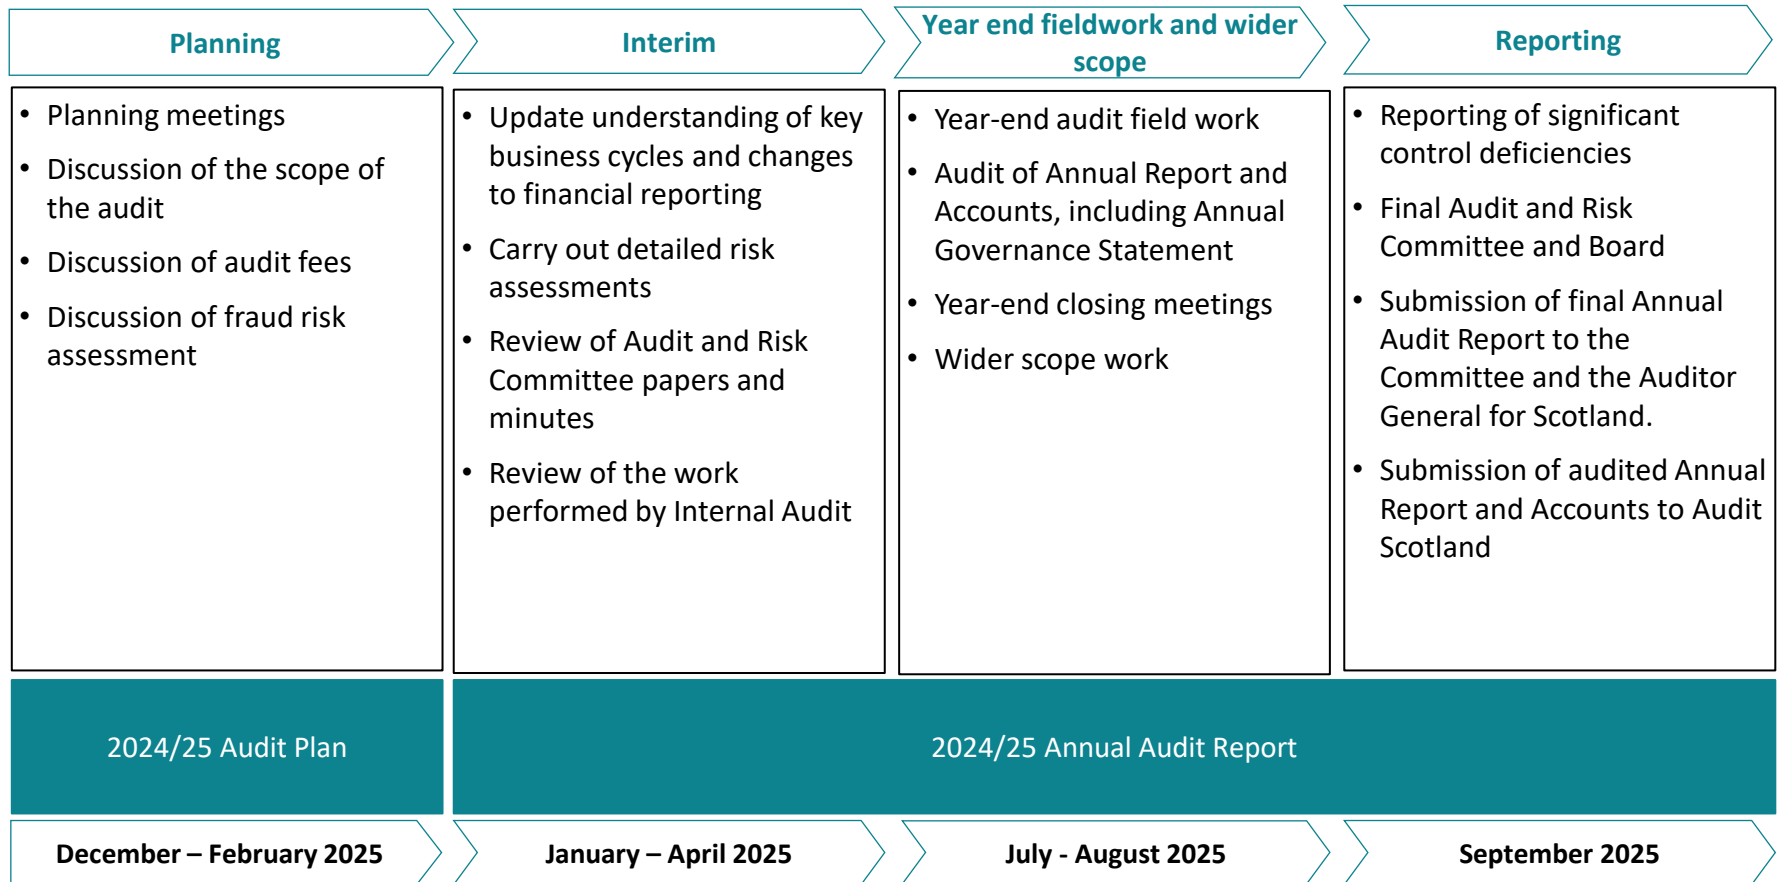 Planning
Interim
Year end fieldwork and wider
scope
Reporting
• Planning meetings
• Discussion of the scope of
the audit
• Discussion of audit fees
• Discussion of fraud risk
assessment
• Update understanding of key
business cycles and changes
to financial reporting
• Carry out detailed risk
assessments
• Review of Audit and Risk
Committee papers and
minutes
• Review of the work
performed by Internal Audit
• Year-end audit field work
• Audit of Annual Report and
Accounts, including Annual
Governance Statement
• Year-end closing meetings
• Wider scope work
• Reporting of significant
control deficiencies
• Final Audit and Risk
Committee and Board
• Submission of final Annual
Audit Report to the
Committee and the Auditor
General for Scotland.
• Submission of audited Annual
Report and Accounts to Audit
Scotland
2024/25 Audit Plan
2024/25 Annual Audit Report
December – February 2025
January – April 2025
July - August 2025
September 2025